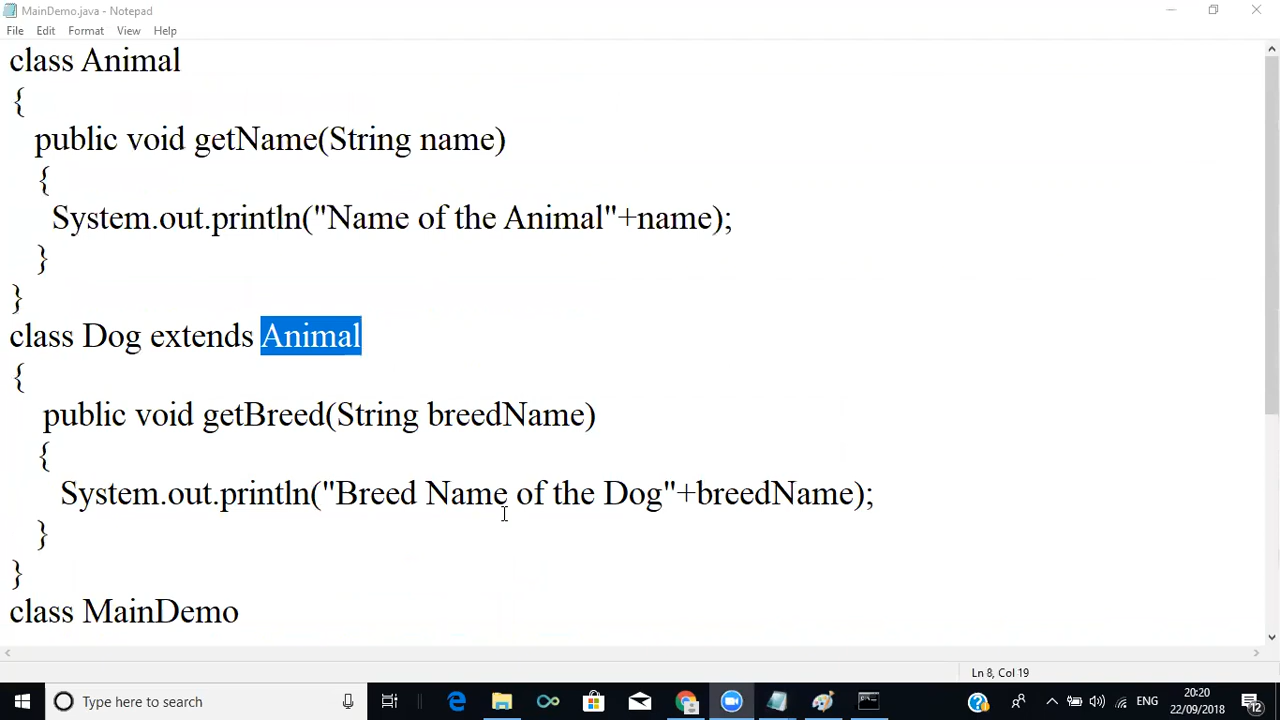 MainDemo.java - Notepad
File Edit Format View Help
class Animal
{
public void getName(String name)
{
System.out.println("Name of the Animal"+name);
}
}
class Dog extends Animal
{
public void getBreed(String breedName)
{
System.out.println("Breed Name of the Dog"+breedName);
}
}
class MainDemo
Ln 8, Col 19
Type here to search
ENG
20:20
22/09/2018
12